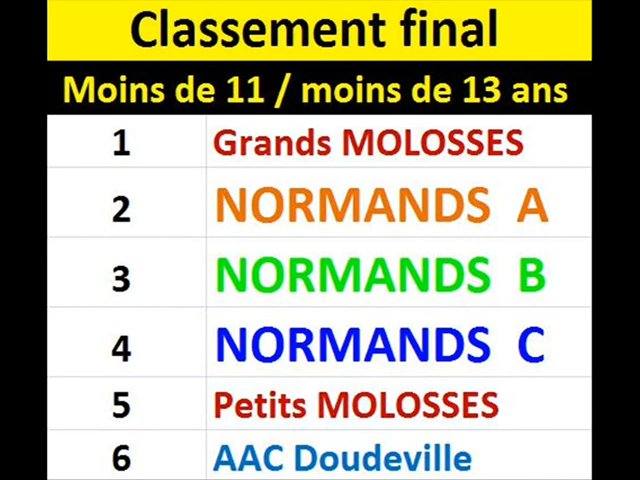 Classement final
Moins de 11 / moins de 13 ans
1 Grands MOLOSSES
2 NORMANDS A
3 NORMANDS B
4 NORMANDS C
5 Petits MOLOSSES
6 AAC Doudeville